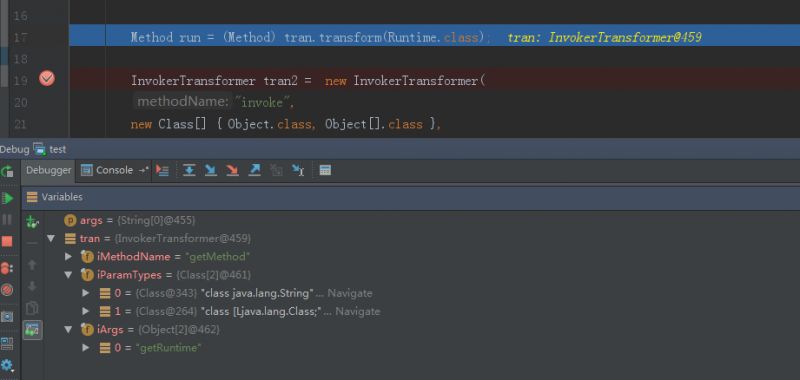 16
17 Method run = (Method) tran.transform(Runtime.class); tran: InvokerTransformer@459
18
19 InvokerTransformer tran2 = new InvokerTransformer(
20 methodName: "invoke",
21 new Class[] { Object.class, Object[].class },
Debug test
Debugger Console
Variables
args = {String[0]@455}
tran = {InvokerTransformer@459}
iMethodName = "getMethod"
iParamTypes = {Class[2]@461}
0 = {Class@343} "class java.lang.String"... Navigate
1 = {Class@264} "class [Ljava.lang.Class;"... Navigate
iArgs = {Object[2]@462}
0 = "getRuntime"